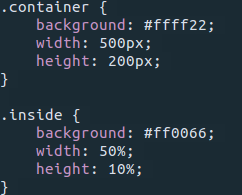 .container {
    background: #ffff22;
    width: 500px;
    height: 200px;
}

.inside {
    background: #ff0066;
    width: 50%;
    height: 10%;
}